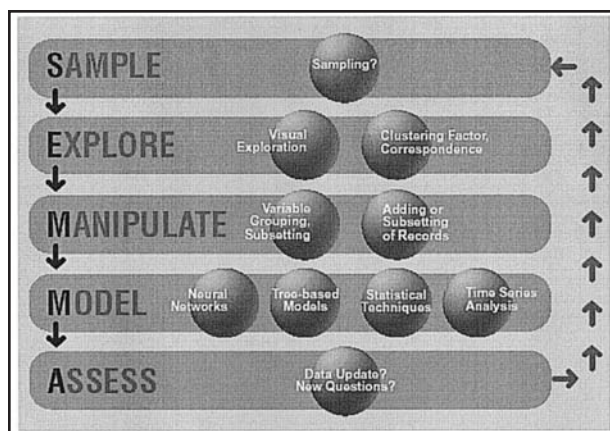 SAMPLE
Sampling?
EXPLORE
Visual
Exploration
Clustering Factor,
Correspondence
MANIPULATE
Variable
Grouping,
Subsetting
Adding or
Subsetting
of Records
MODEL
Neural
Networks
Tree-based
Models
Statistical
Techniques
Time Series
Analysis
ASSESS
Data Update?
New Questions?